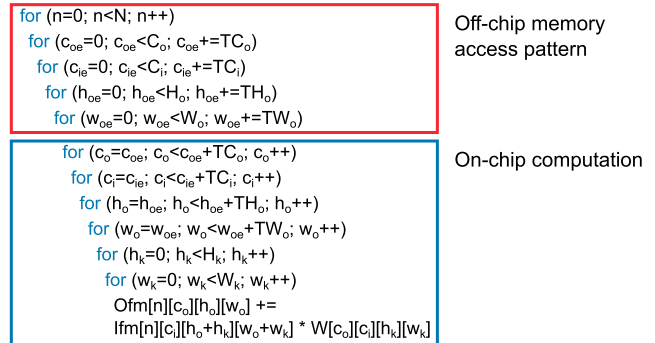 for (n=0; n<N; n++)
for (c_oe=0; c_oe<C_o; c_oe+=TC_o)
for (c_ie=0; c_ie<C_i; c_ie+=TC_i)
for (h_oe=0; h_oe<H_o; h_oe+=TH_o)
for (w_oe=0; w_oe<W_o; w_oe+=TW_o)
Off-chip memory
access pattern
for (c_o=c_oe; c_o<c_oe+TC_o; c_o++)
for (c_i=c_ie; c_i<c_ie+TC_i; c_i++)
for (h_o=h_oe; h_o<h_oe+TH_o; h_o++)
for (w_o=w_oe; w_o<w_oe+TW_o; w_o++)
for (h_k=0; h_k<H_k; h_k++)
for (w_k=0; w_k<W_k; w_k++)
Ofm[n][c_o][h_o][w_o] +=
Ifm[n][c_i][h_o+h_k][w_o+w_k] * W[c_o][c_i][h_k][w_k]
On-chip computation